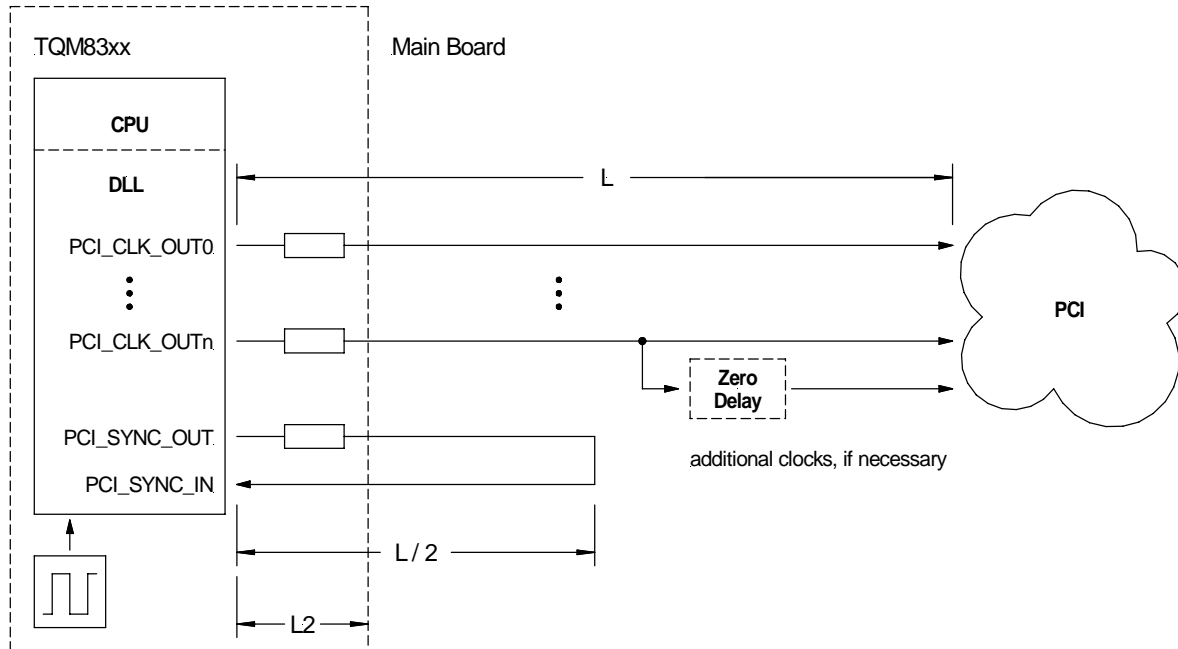 TQM83xx
Main Board
CPU
DLL
L
PCI_CLK_OUT0
PCI_CLK_OUTn
PCI
Zero
Delay
PCI_SYNC_OUT
additional clocks, if necessary
PCI_SYNC_IN
L / 2
L2